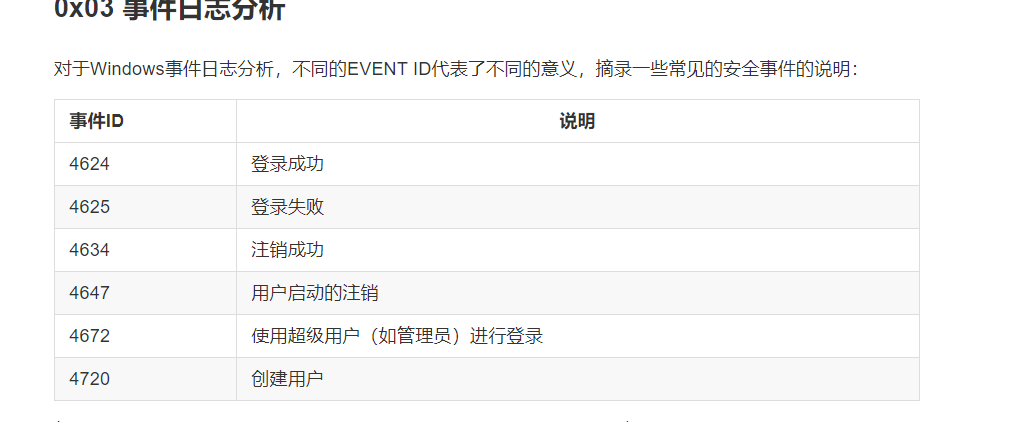 0x03 事件日志分析
对于Windows事件日志分析，不同的EVENT ID代表了不同的意义，摘录一些常见的安全事件的说明：
事件ID 说明
4624 登录成功
4625 登录失败
4634 注销成功
4647 用户启动的注销
4672 使用超级用户（如管理员）进行登录
4720 创建用户